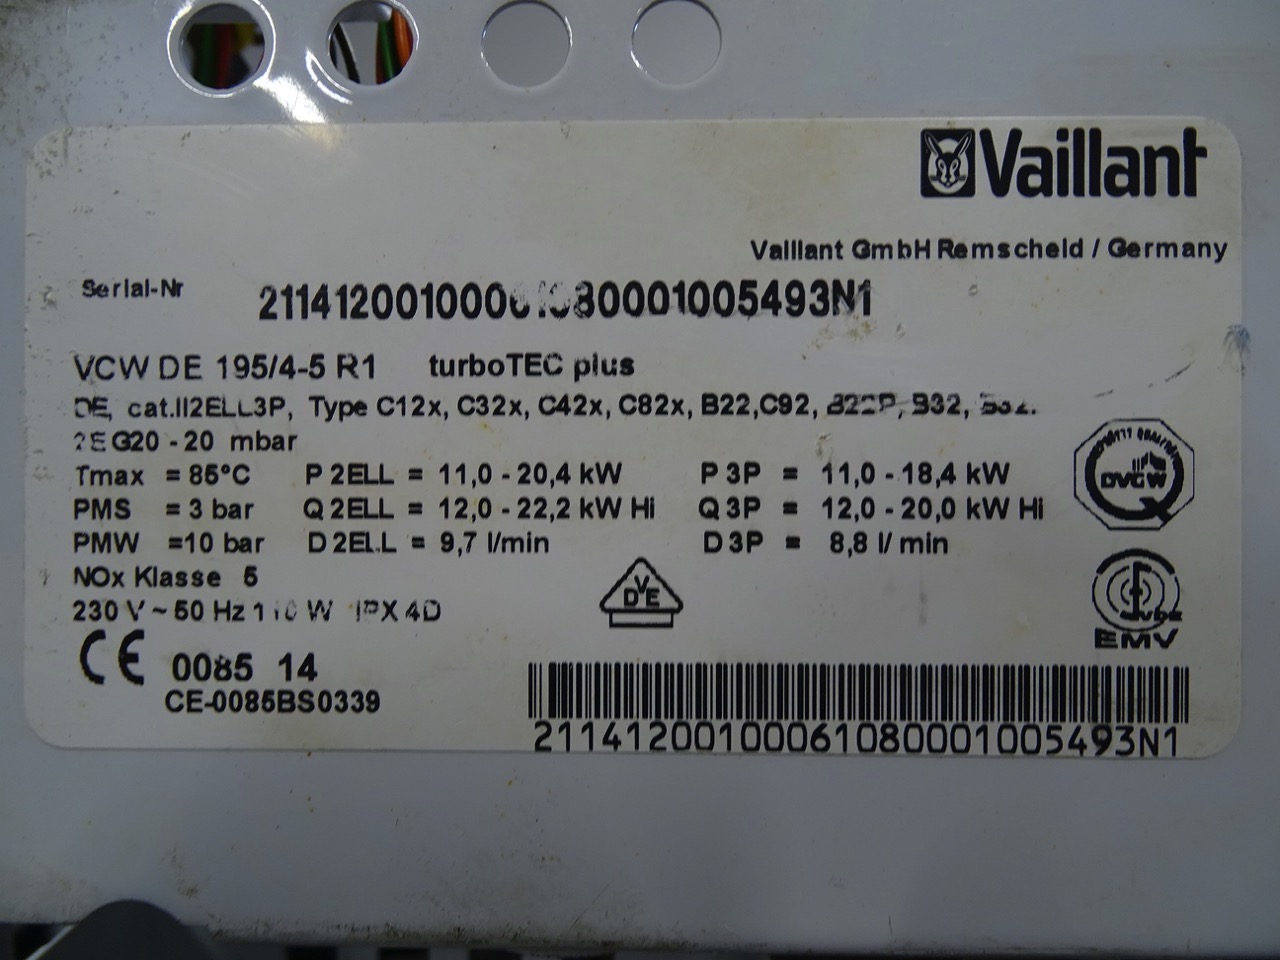 Vaillant
Vaillant GmbH Remscheid / Germany
Serial-Nr
VCW DE 195/4-5 R1 turboTEC plus
DE, cat.II2ELL3P, Type C12x, C32x, C42x, C82x, B22,C92, B22P, B32,
2E G20 - 20 mbar
Tmax = 85°C P 2ELL = 11,0 - 20,4 kW P 3P = 11,0 - 18,4 kW
PMS = 3 bar Q 2ELL = 12,0 - 22,2 kW Hi Q 3P = 12,0 - 20,0 kW Hi
PMW =10 bar D 2ELL = 9,7 l/min D 3P = 8,8 l/ min
NOx Klasse 5
230 V ~ 50 Hz 110 W IPX 4D
DVGW
VDE
VDE
EMV
CE 0085 14
CE-0085BS0339
21141200100061080001005493N1